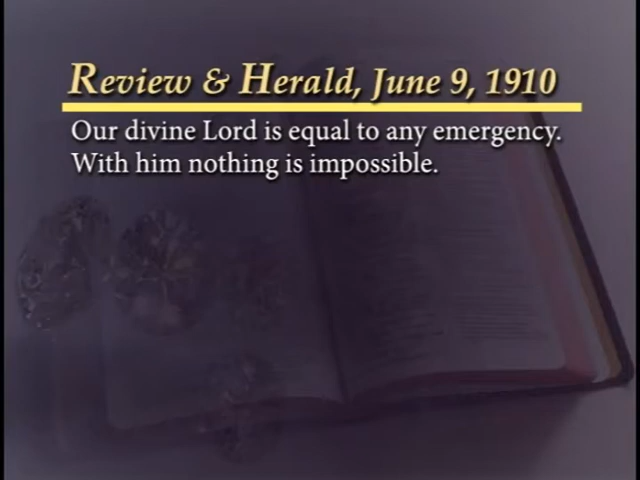 Review & Herald, June 9, 1910
Our divine Lord is equal to any emergency.
With him nothing is impossible.